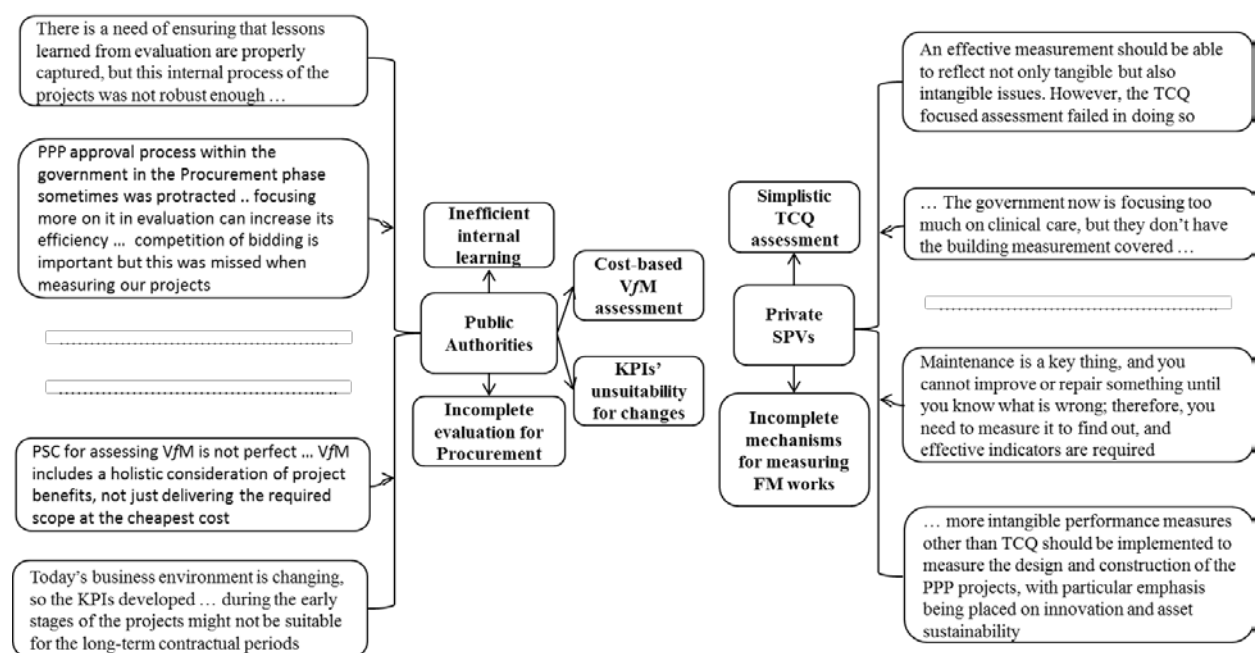 There is a need of ensuring that lessons
learned from evaluation are properly
captured, but this internal process of the
projects was not robust enough …
PPP approval process within the
government in the Procurement phase
sometimes was protracted .. focusing
more on it in evaluation can increase its
efficiency … competition of bidding is
important but this was missed when
measuring our projects
PSC for assessing VfM is not perfect … VfM
includes a holistic consideration of project
benefits, not just delivering the required
scope at the cheapest cost
Today's business environment is changing,
so the KPIs developed … during the early
stages of the projects might not be suitable
for the long-term contractual periods
Inefficient
internal
learning
Cost-based
VfM
assessment
Public
Authorities
KPIs'
unsuitability
for changes
Incomplete
evaluation for
Procurement
Simplistic
TCQ
assessment
Private
SPVs
Incomplete
mechanisms
for measuring
FM works
An effective measurement should be able
to reflect not only tangible but also
intangible issues. However, the TCQ
focused assessment failed in doing so
… The government now is focusing too
much on clinical care, but they don't have
the building measurement covered …
Maintenance is a key thing, and you
cannot improve or repair something until
you know what is wrong; therefore, you
need to measure it to find out, and
effective indicators are required
… more intangible performance measures
other than TCQ should be implemented to
measure the design and construction of the
PPP projects, with particular emphasis
being placed on innovation and asset
sustainability